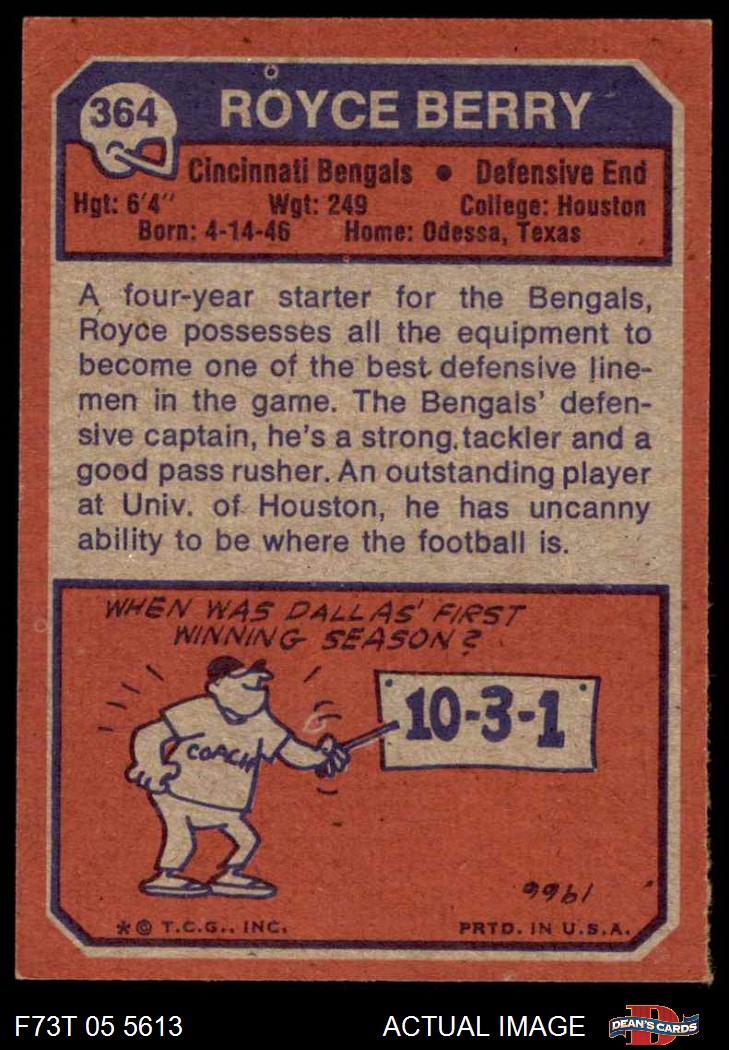 364
ROYCE BERRY
Cincinnati Bengals • Defensive End
Hgt: 6'4" Wgt: 249 College: Houston
Born: 4-14-46 Home: Odessa, Texas
A four-year starter for the Bengals,
Royce possesses all the equipment to
become one of the best defensive line-
men in the game. The Bengals' defen-
sive captain, he's a strong tackler and a
good pass rusher. An outstanding player
at Univ. of Houston, he has uncanny
ability to be where the football is.
WHEN WAS DALLAS' FIRST
WINNING SEASON?
10-3-1
COACH
1966
*© T.C.G., INC. PRTD. IN U.S.A.
F73T 05 5613 ACTUAL IMAGE
D
DEAN'S CARDS